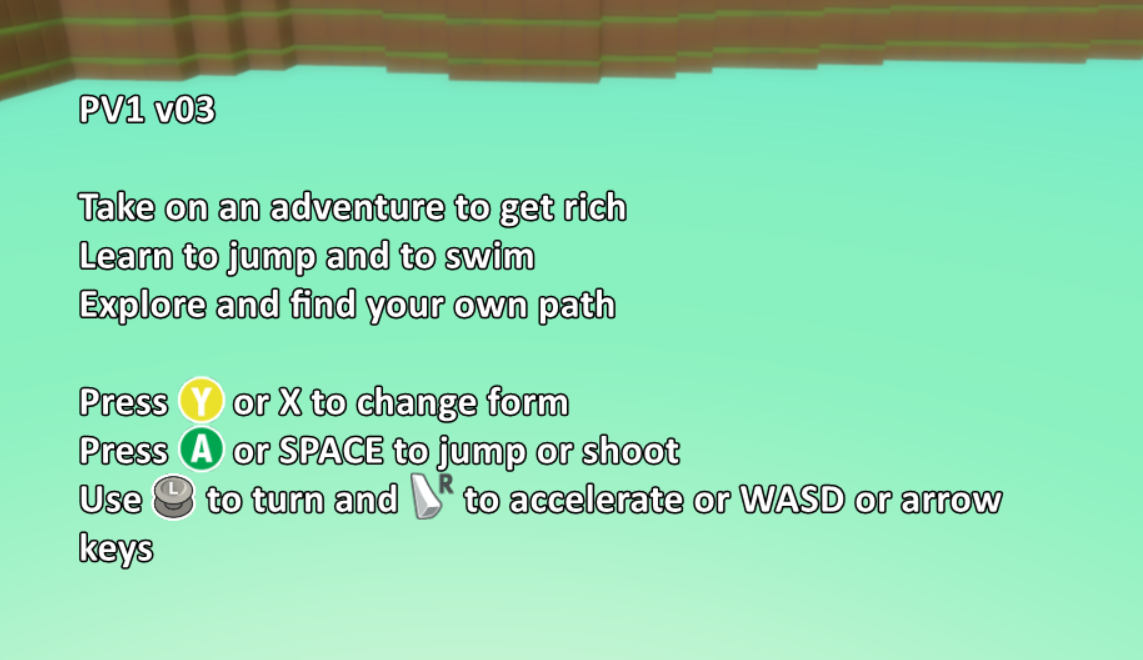 PV1 v03
Take on an adventure to get rich
Learn to jump and to swim
Explore and find your own path
Press Y or X to change form
Press A or SPACE to jump or shoot
Use L to turn and R to accelerate or WASD or arrow
keys